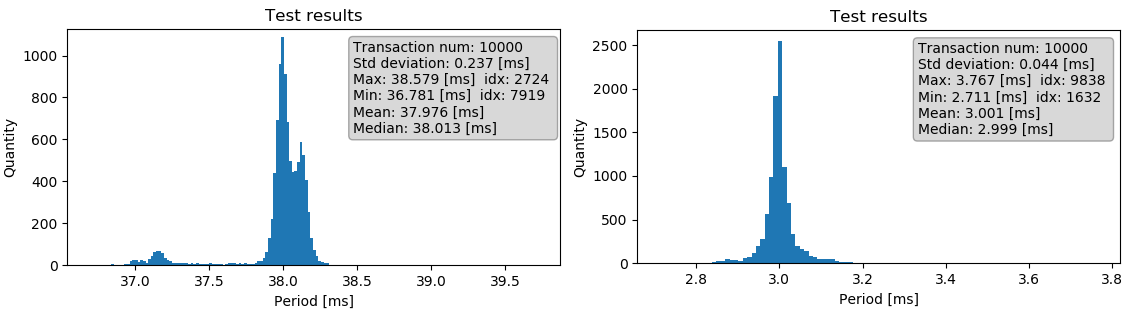 Test results
Transaction num: 10000
Std deviation: 0.237 [ms]
Max: 38.579 [ms]  idx: 2724
Min: 36.781 [ms]  idx: 7919
Mean: 37.976 [ms]
Median: 38.013 [ms]
Quantity
1000
800
600
400
200
0
37.0 37.5 38.0 38.5 39.0 39.5
Period [ms]
Test results
Transaction num: 10000
Std deviation: 0.044 [ms]
Max: 3.767 [ms]  idx: 9838
Min: 2.711 [ms]  idx: 1632
Mean: 3.001 [ms]
Median: 2.999 [ms]
Quantity
2500
2000
1500
1000
500
0
2.8 3.0 3.2 3.4 3.6 3.8
Period [ms]